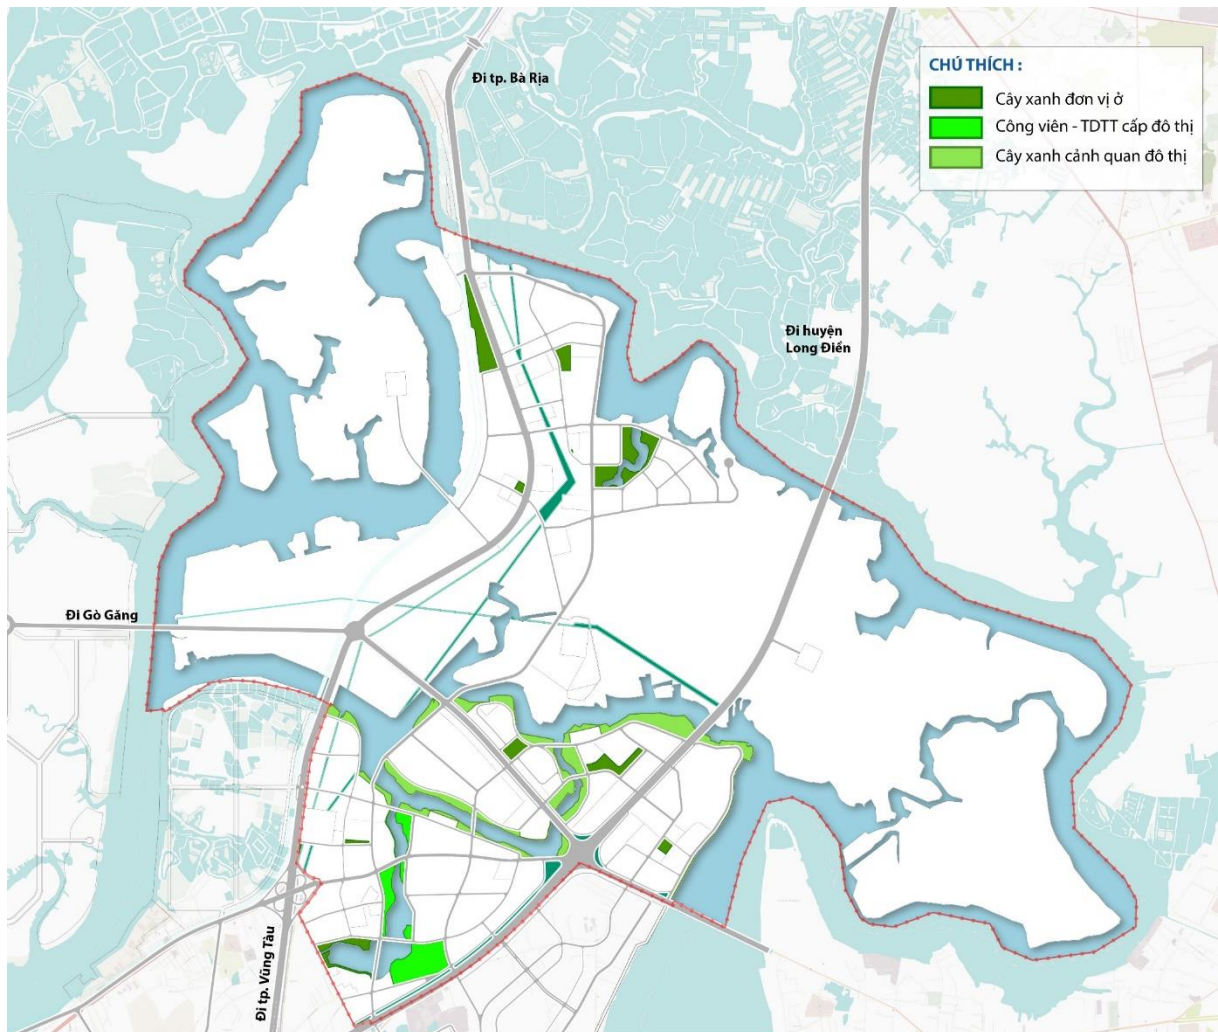 Đi tp. Bà Rịa
CHÚ THÍCH :
Cây xanh đơn vị ở
Công viên - TDTT cấp đô thị
Cây xanh cảnh quan đô thị
Đi huyện
Long Điền
Đi Gò Găng
Đi tp. Vũng Tàu